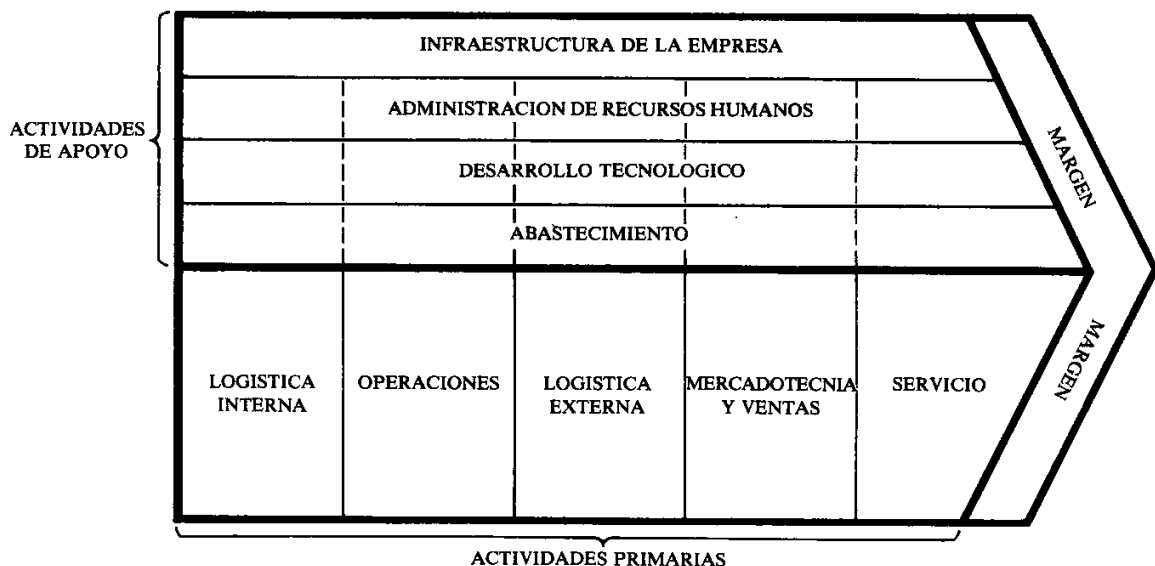 INFRAESTRUCTURA DE LA EMPRESA
ADMINISTRACION DE RECURSOS HUMANOS
ACTIVIDADES
DE APOYO
DESARROLLO TECNOLOGICO
ABASTECIMIENTO
MARGEN
LOGISTICA
INTERNA
OPERACIONES
LOGISTICA
EXTERNA
MERCADOTECNIA
Y VENTAS
SERVICIO
MARGEN
ACTIVIDADES PRIMARIAS